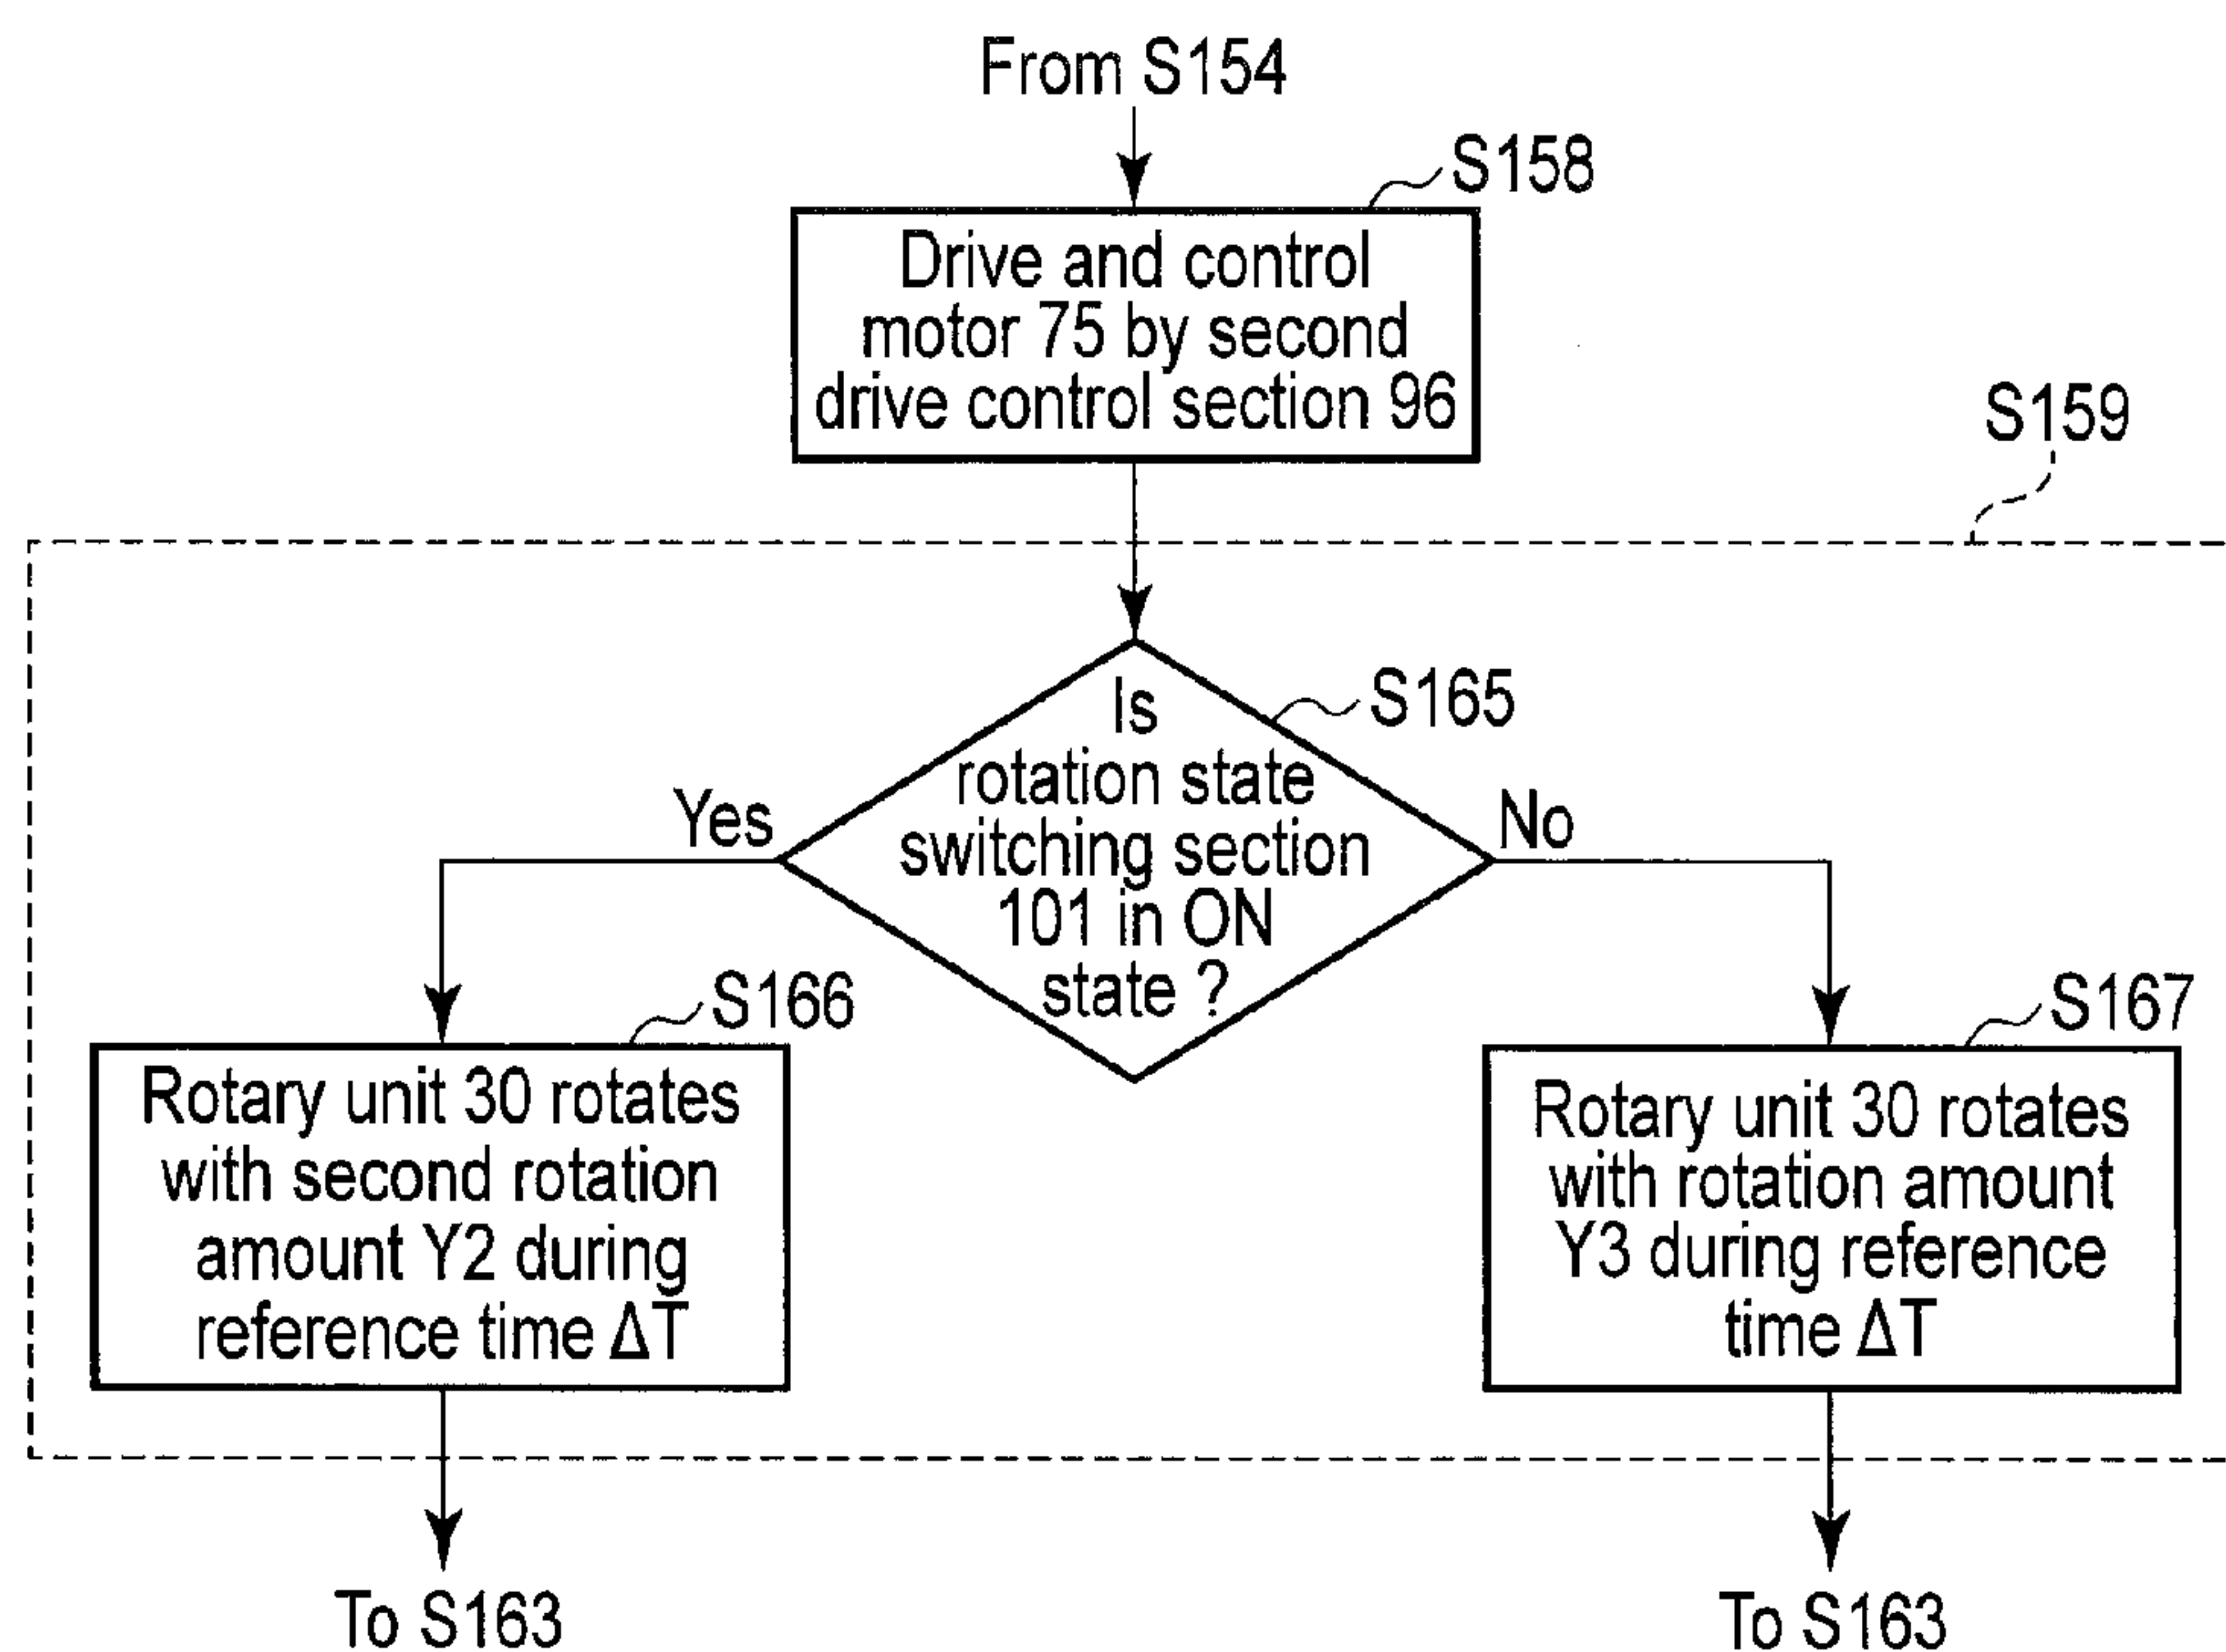 From S154
S158
Drive and control
motor 75 by second
drive control section 96
S159
Is
rotation state
switching section
101 in ON
state ?
S165
Yes
No
S166
Rotary unit 30 rotates
with second rotation
amount Y2 during
reference time ΔT
S167
Rotary unit 30 rotates
with rotation amount
Y3 during reference
time ΔT
To S163
To S163